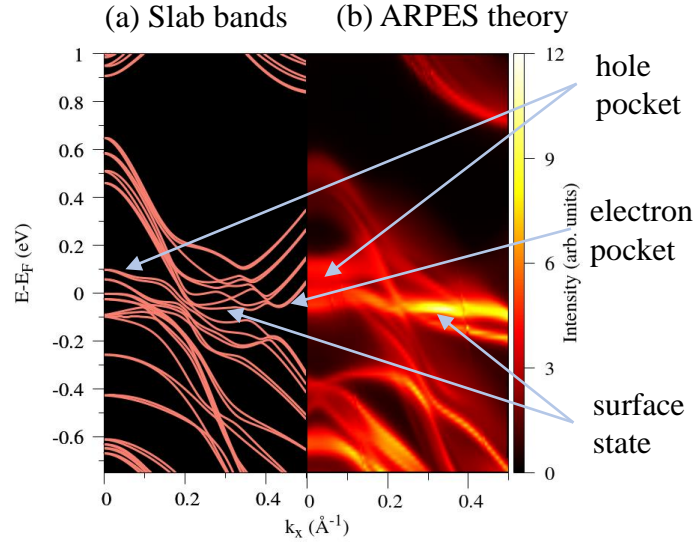 (a) Slab bands
(b) ARPES theory
hole
pocket
electron
pocket
surface
state
E-E_F (eV)
1
0.8
0.6
0.4
0.2
0
-0.2
-0.4
-0.6
0
0.2
0.4
0
0.2
0.4
k_x (Å^-1)
12
9
6
3
0
Intensity (arb. units)